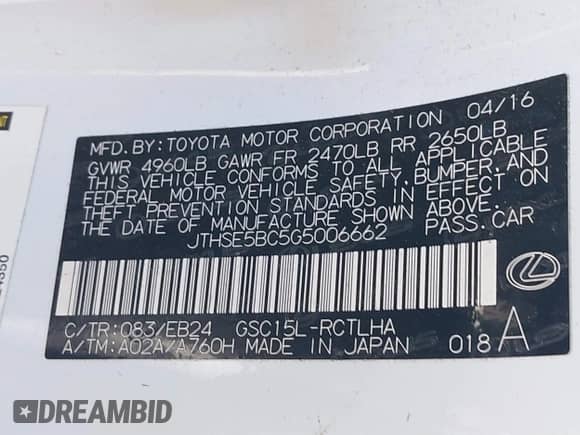 MFD.BY:TOYOTA MOTOR CORPORATION 04/16
GVWR 4960LB GAWR FR 2470LB RR 2650LB
THIS VEHICLE CONFORMS TO ALL APPLICABLE
FEDERAL MOTOR VEHICLE SAFETY,BUMPER,AND
THEFT PREVENTION STANDARDS IN EFFECT ON
THE DATE OF MANUFACTURE SHOWN ABOVE.
JTHSE5BC5G5006662 PASS.CAR
C/TR:083/EB24 GSC15L-RCTLHA
A/TM:A02A/A760H MADE IN JAPAN 018 A
DREAMBID